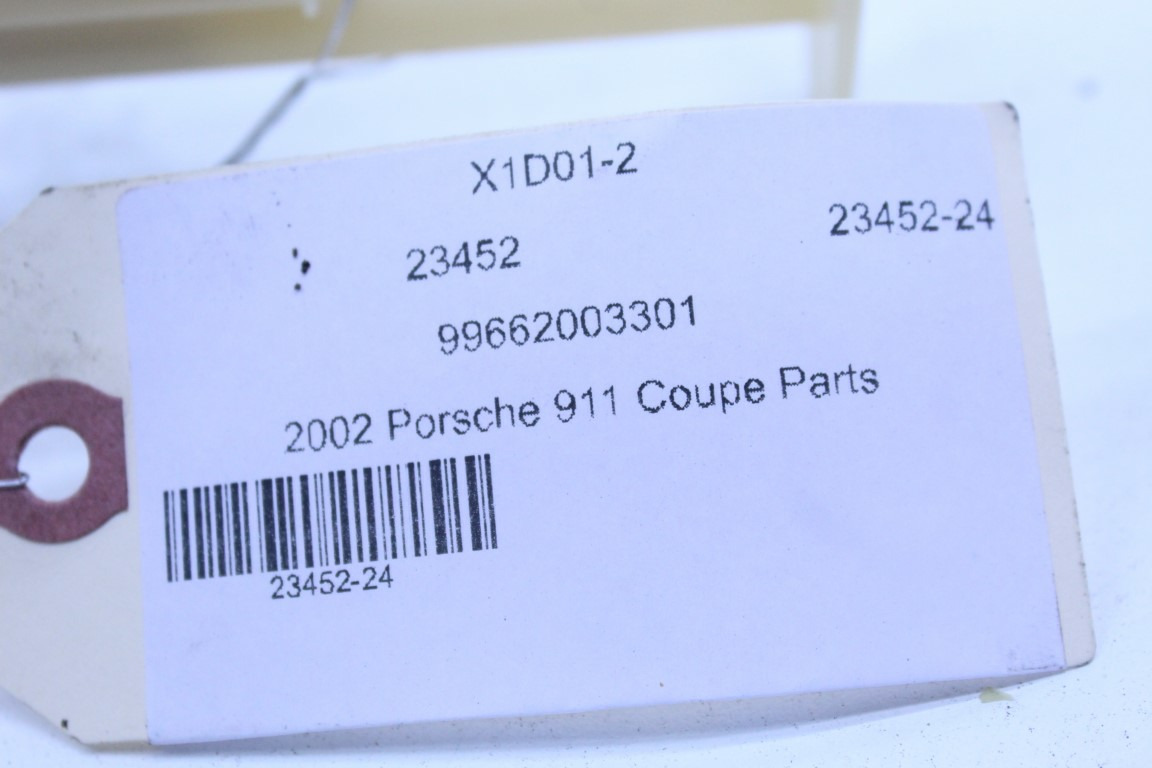 X1D01-2
23452 23452-24
99662003301
2002 Porsche 911 Coupe Parts
23452-24